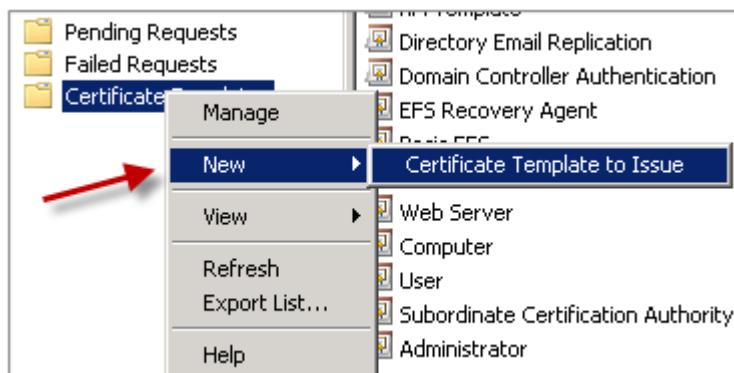 Pending Requests
Failed Requests
Certificate
Manage
New
View
Refresh
Export List...
Help
Certificate Template to Issue
Directory Email Replication
Domain Controller Authentication
EFS Recovery Agent
Web Server
Computer
User
Subordinate Certification Authority
Administrator